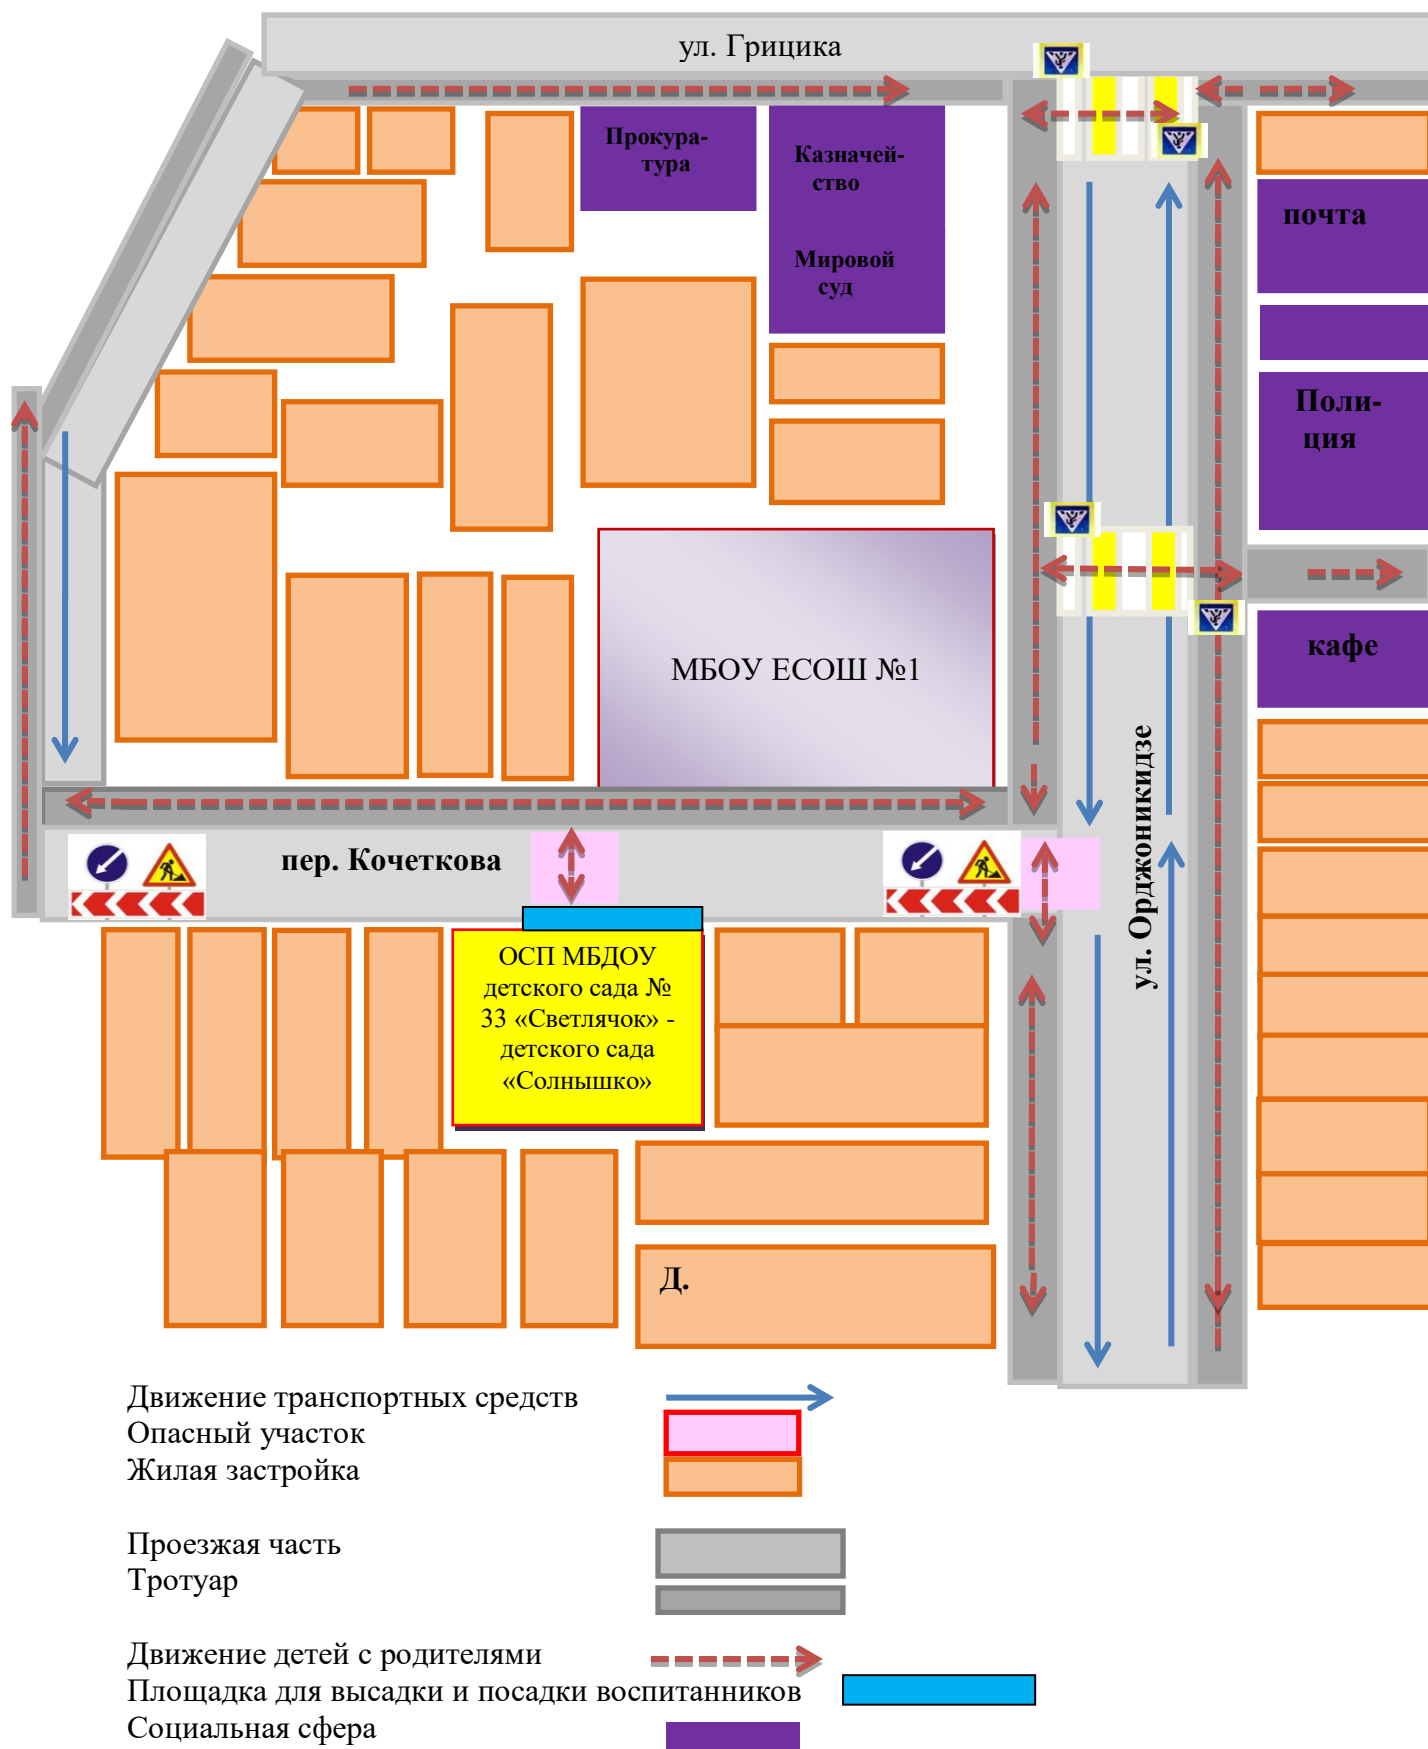 ул. Грицика
Прокура-
тура
Казначей-
ство
Мировой
суд
почта
Поли-
ция
МБОУ ЕСОШ №1
кафе
ул. Орджоникидзе
пер. Кочеткова
ОСП МБДОУ
детского сада №
33 «Светлячок» -
детского сада
«Солнышко»
Д.
Движение транспортных средств
Опасный участок
Жилая застройка
Проезжая часть
Тротуар
Движение детей с родителями
Площадка для высадки и посадки воспитанников
Социальная сфера